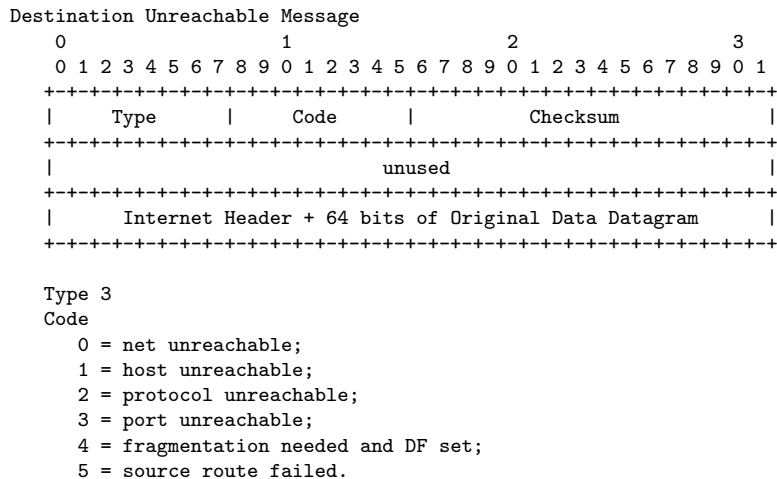 Destination Unreachable Message
    0                   1                   2                   3
    0 1 2 3 4 5 6 7 8 9 0 1 2 3 4 5 6 7 8 9 0 1 2 3 4 5 6 7 8 9 0 1
   +-+-+-+-+-+-+-+-+-+-+-+-+-+-+-+-+-+-+-+-+-+-+-+-+-+-+-+-+-+-+-+-+
   |     Type      |     Code      |          Checksum             |
   +-+-+-+-+-+-+-+-+-+-+-+-+-+-+-+-+-+-+-+-+-+-+-+-+-+-+-+-+-+-+-+-+
   |                             unused                            |
   +-+-+-+-+-+-+-+-+-+-+-+-+-+-+-+-+-+-+-+-+-+-+-+-+-+-+-+-+-+-+-+-+
   |      Internet Header + 64 bits of Original Data Datagram      |
   +-+-+-+-+-+-+-+-+-+-+-+-+-+-+-+-+-+-+-+-+-+-+-+-+-+-+-+-+-+-+-+-+

   Type 3
   Code
      0 = net unreachable;
      1 = host unreachable;
      2 = protocol unreachable;
      3 = port unreachable;
      4 = fragmentation needed and DF set;
      5 = source route failed.